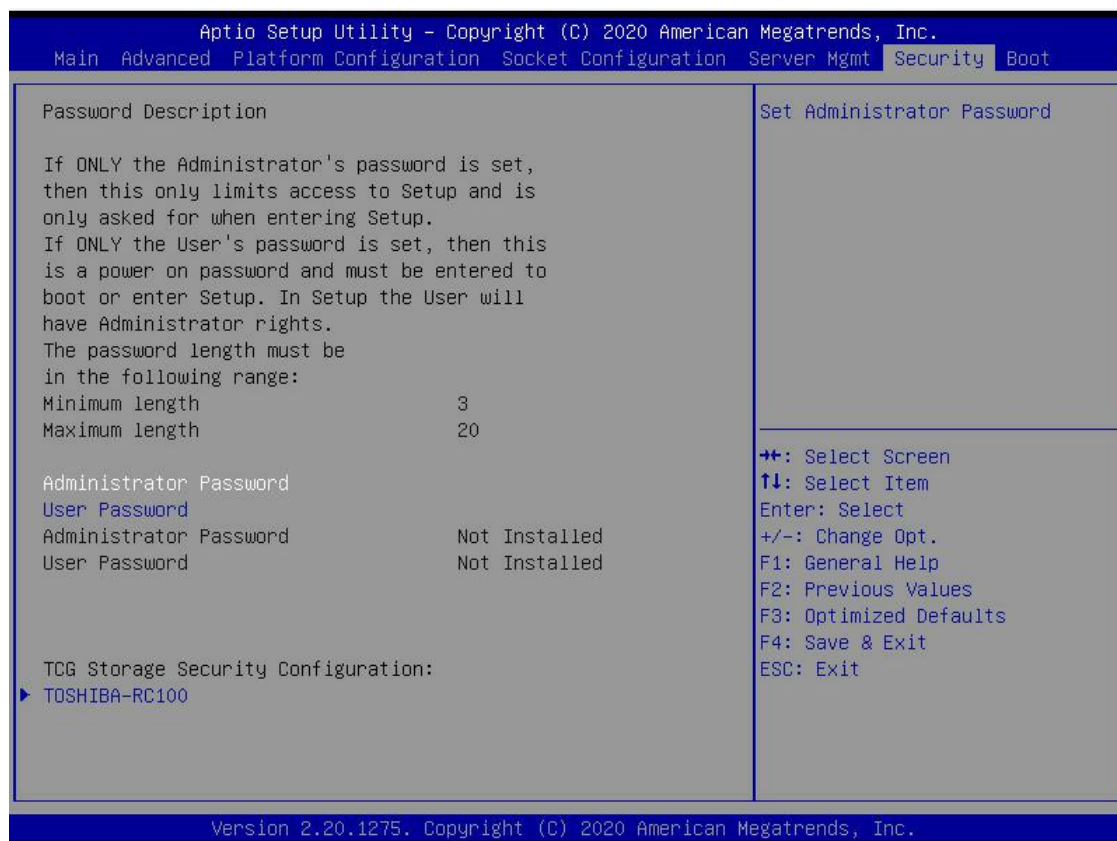 Aptio Setup Utility – Copyright (C) 2020 American Megatrends, Inc.
Main Advanced Platform Configuration Socket Configuration Server Mgmt Security Boot
Password Description
If ONLY the Administrator's password is set,
then this only limits access to Setup and is
only asked for when entering Setup.
If ONLY the User's password is set, then this
is a power on password and must be entered to
boot or enter Setup. In Setup the User will
have Administrator rights.
The password length must be
in the following range:
Minimum length 3
Maximum length 20
Administrator Password
User Password
Administrator Password Not Installed
User Password Not Installed
TCG Storage Security Configuration:
TOSHIBA-RC100
Set Administrator Password
→←: Select Screen
↑↓: Select Item
Enter: Select
+/-: Change Opt.
F1: General Help
F2: Previous Values
F3: Optimized Defaults
F4: Save & Exit
ESC: Exit
Version 2.20.1275. Copyright (C) 2020 American Megatrends, Inc.